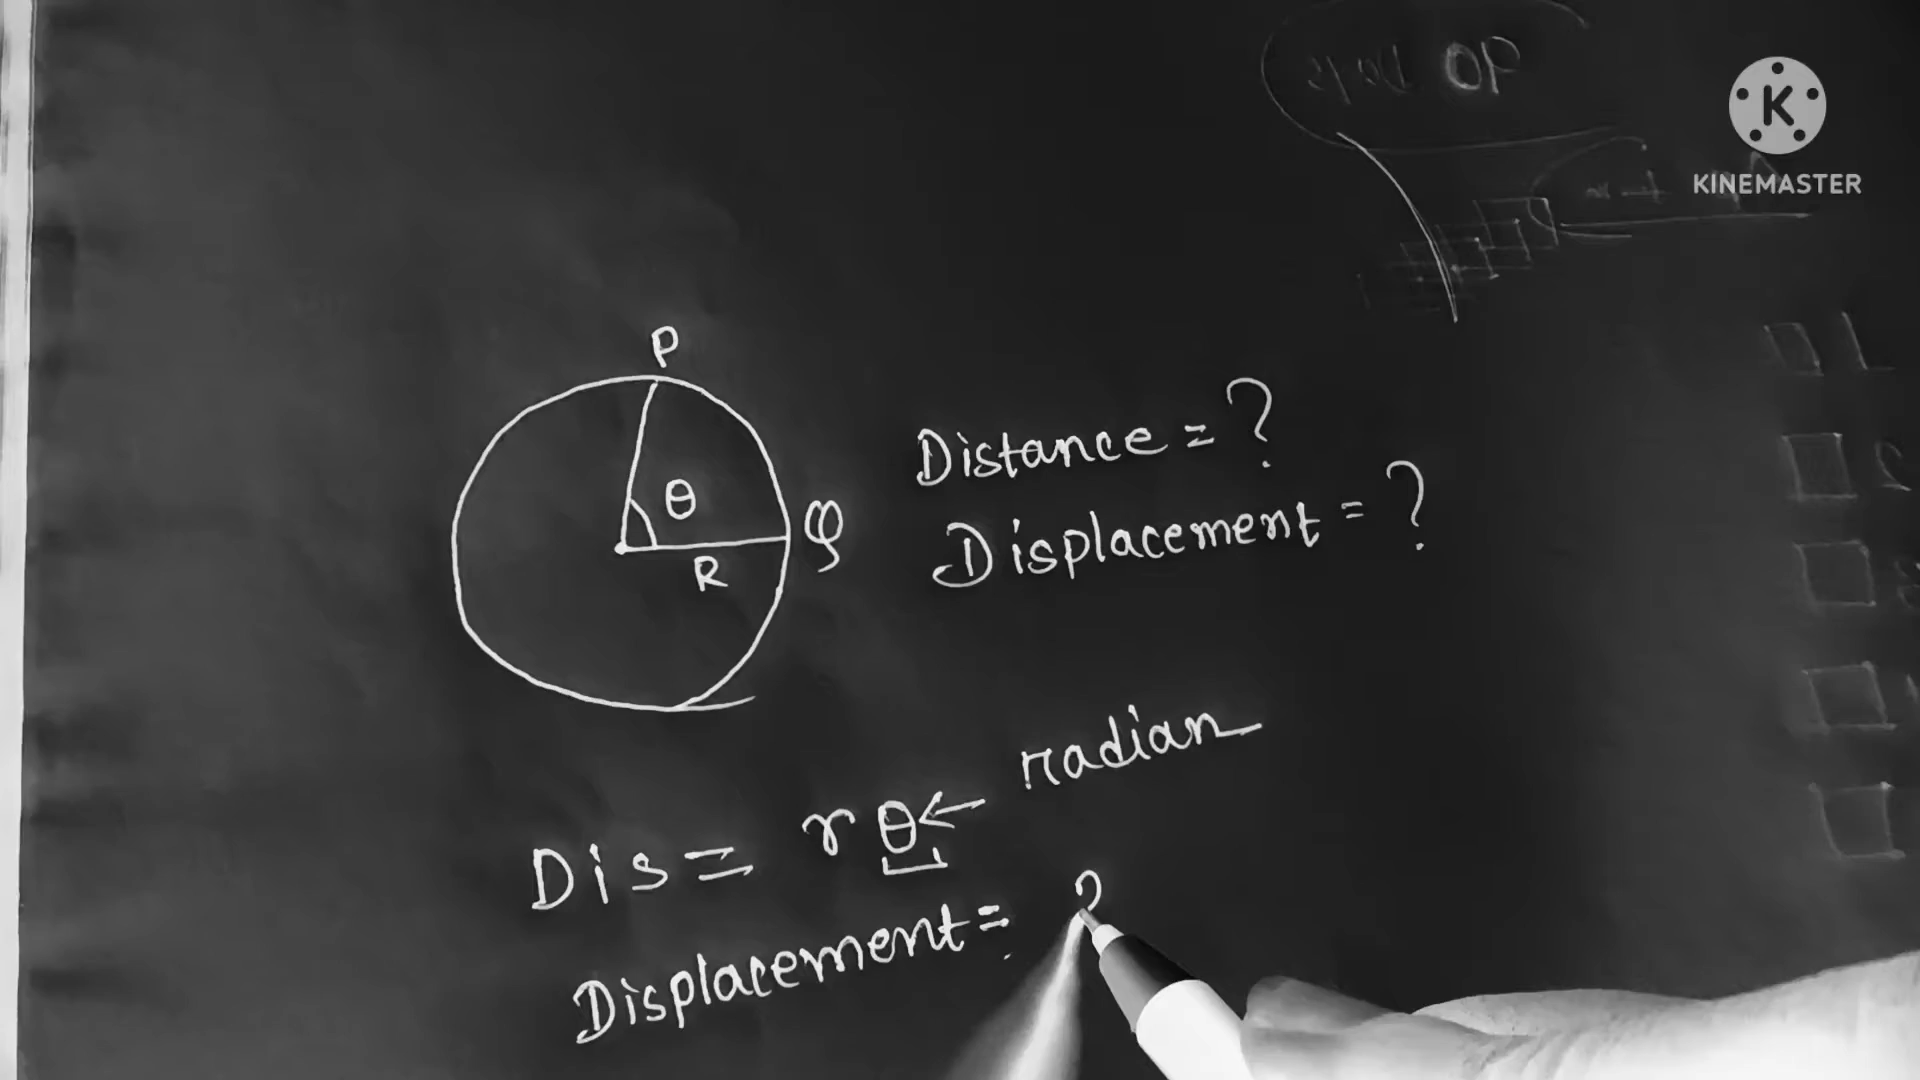 KINEMASTER
P
θ
Q
R
Distance = ?
Displacement = ?
radian
Dis = rθ ←
Displacement = ?